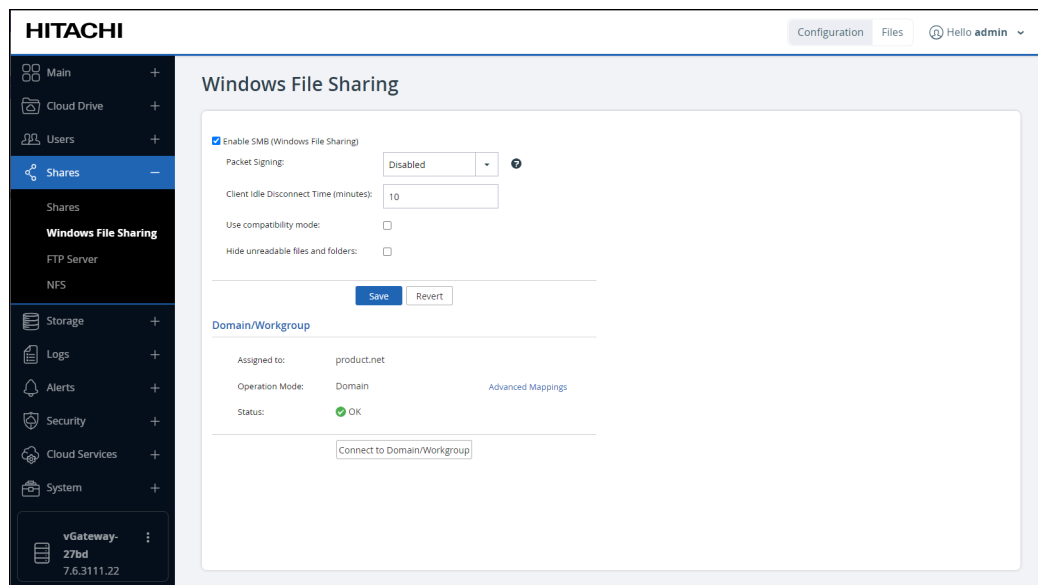 HITACHI
Configuration
Files
Hello admin
Main
Cloud Drive
Users
Shares
Shares
Windows File Sharing
FTP Server
NFS
Storage
Logs
Alerts
Security
Cloud Services
System
vGateway-
27bd
7.6.3111.22
Windows File Sharing
Enable SMB (Windows File Sharing)
Packet Signing: Disabled ?
Client Idle Disconnect Time (minutes): 10
Use compatibility mode:
Hide unreadable files and folders:
Save Revert
Domain/Workgroup
Assigned to: product.net
Operation Mode: Domain Advanced Mappings
Status: OK
Connect to Domain/Workgroup